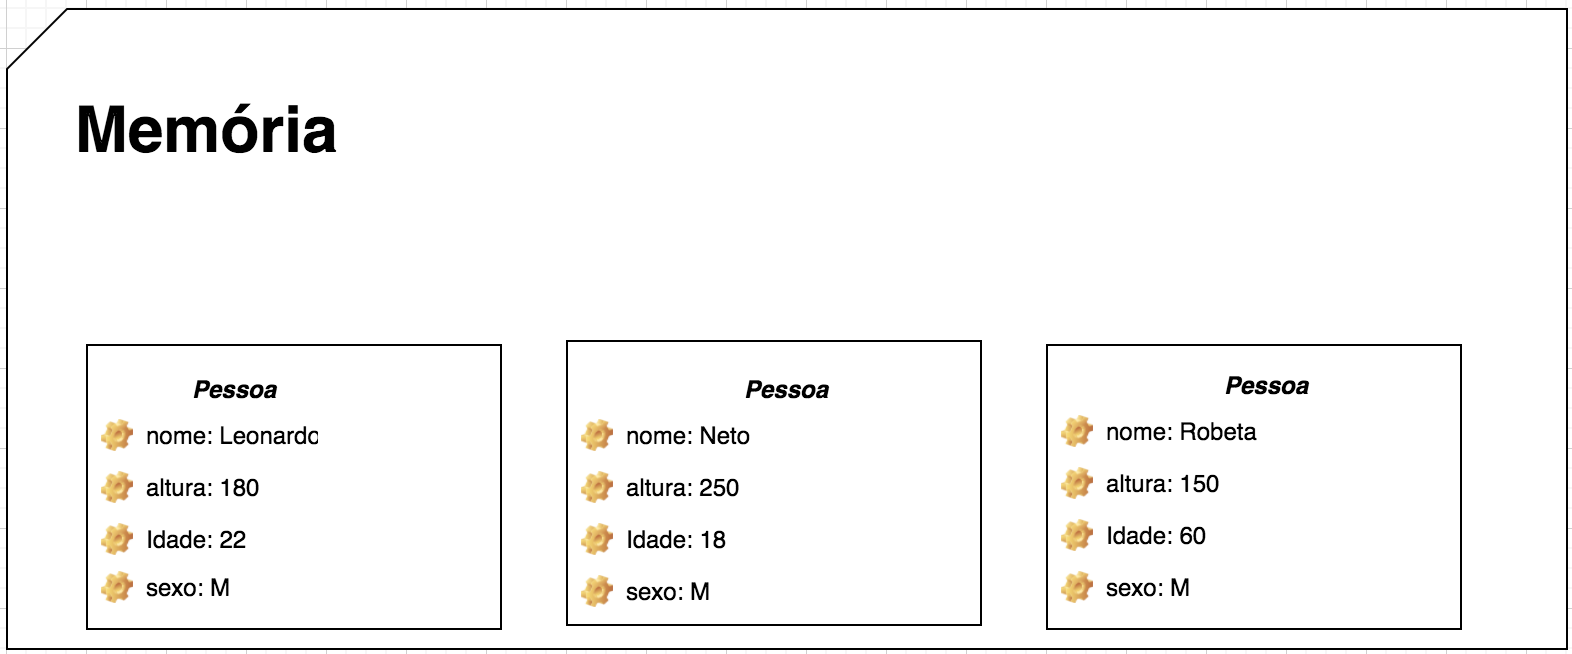 Memória
Pessoa
nome: Leonardo
altura: 180
Idade: 22
sexo: M
Pessoa
nome: Neto
altura: 250
Idade: 18
sexo: M
Pessoa
nome: Robeta
altura: 150
Idade: 60
sexo: M